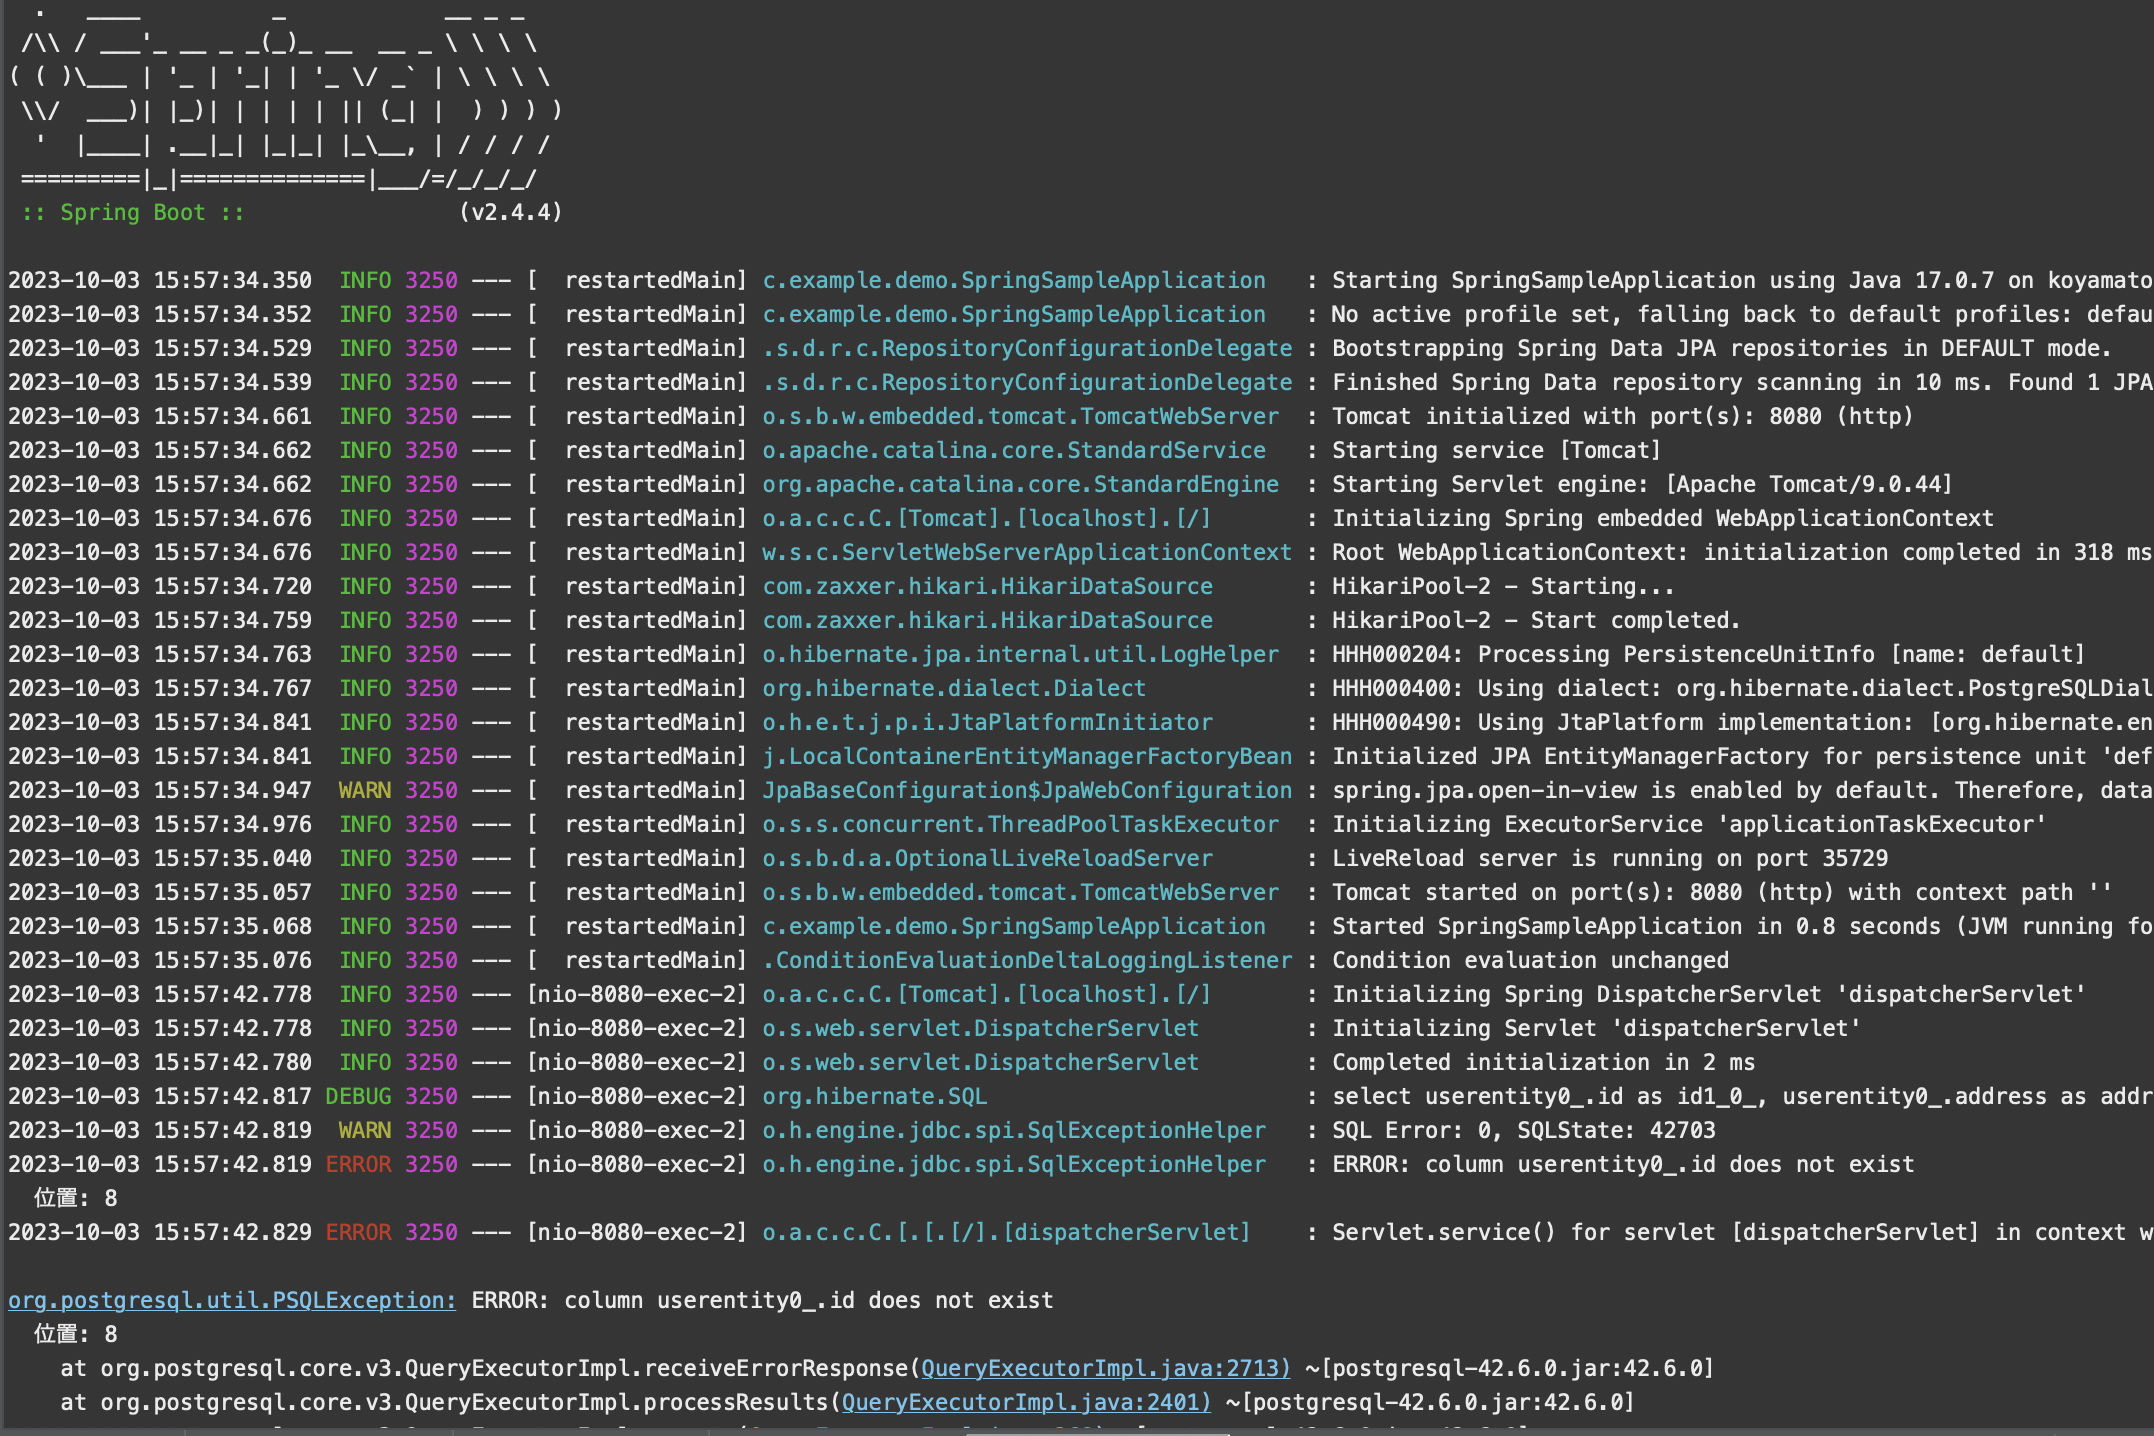 .   ____          _            __ _ _
 /\\ / ___'_ __ _ _(_)_ __  __ _ \ \ \ \
( ( )\___ | '_ | '_| | '_ \/ _` | \ \ \ \
 \\/  ___)| |_)| | | | | || (_| |  ) ) ) )
  '  |____| .__|_| |_|_| |_\__, | / / / /
 =========|_|==============|___/=/_/_/_/
 :: Spring Boot ::                (v2.4.4)
2023-10-03 15:57:34.350  INFO 3250 --- [  restartedMain] c.example.demo.SpringSampleApplication   : Starting SpringSampleApplication using Java 17.0.7 on koyamato
2023-10-03 15:57:34.352  INFO 3250 --- [  restartedMain] c.example.demo.SpringSampleApplication   : No active profile set, falling back to default profiles: defau
2023-10-03 15:57:34.529  INFO 3250 --- [  restartedMain] .s.d.r.c.RepositoryConfigurationDelegate : Bootstrapping Spring Data JPA repositories in DEFAULT mode.
2023-10-03 15:57:34.539  INFO 3250 --- [  restartedMain] .s.d.r.c.RepositoryConfigurationDelegate : Finished Spring Data repository scanning in 10 ms. Found 1 JPA
2023-10-03 15:57:34.661  INFO 3250 --- [  restartedMain] o.s.b.w.embedded.tomcat.TomcatWebServer  : Tomcat initialized with port(s): 8080 (http)
2023-10-03 15:57:34.662  INFO 3250 --- [  restartedMain] o.apache.catalina.core.StandardService   : Starting service [Tomcat]
2023-10-03 15:57:34.662  INFO 3250 --- [  restartedMain] org.apache.catalina.core.StandardEngine  : Starting Servlet engine: [Apache Tomcat/9.0.44]
2023-10-03 15:57:34.676  INFO 3250 --- [  restartedMain] o.a.c.c.C.[Tomcat].[localhost].[/]       : Initializing Spring embedded WebApplicationContext
2023-10-03 15:57:34.676  INFO 3250 --- [  restartedMain] w.s.c.ServletWebServerApplicationContext : Root WebApplicationContext: initialization completed in 318 ms
2023-10-03 15:57:34.720  INFO 3250 --- [  restartedMain] com.zaxxer.hikari.HikariDataSource       : HikariPool-2 - Starting...
2023-10-03 15:57:34.759  INFO 3250 --- [  restartedMain] com.zaxxer.hikari.HikariDataSource       : HikariPool-2 - Start completed.
2023-10-03 15:57:34.763  INFO 3250 --- [  restartedMain] o.hibernate.jpa.internal.util.LogHelper  : HHH000204: Processing PersistenceUnitInfo [name: default]
2023-10-03 15:57:34.767  INFO 3250 --- [  restartedMain] org.hibernate.dialect.Dialect            : HHH000400: Using dialect: org.hibernate.dialect.PostgreSQLDial
2023-10-03 15:57:34.841  INFO 3250 --- [  restartedMain] o.h.e.t.j.p.i.JtaPlatformInitiator       : HHH000490: Using JtaPlatform implementation: [org.hibernate.en
2023-10-03 15:57:34.841  INFO 3250 --- [  restartedMain] j.LocalContainerEntityManagerFactoryBean : Initialized JPA EntityManagerFactory for persistence unit 'def
2023-10-03 15:57:34.947  WARN 3250 --- [  restartedMain] JpaBaseConfiguration$JpaWebConfiguration : spring.jpa.open-in-view is enabled by default. Therefore, data
2023-10-03 15:57:34.976  INFO 3250 --- [  restartedMain] o.s.s.concurrent.ThreadPoolTaskExecutor  : Initializing ExecutorService 'applicationTaskExecutor'
2023-10-03 15:57:35.040  INFO 3250 --- [  restartedMain] o.s.b.d.a.OptionalLiveReloadServer       : LiveReload server is running on port 35729
2023-10-03 15:57:35.057  INFO 3250 --- [  restartedMain] o.s.b.w.embedded.tomcat.TomcatWebServer  : Tomcat started on port(s): 8080 (http) with context path ''
2023-10-03 15:57:35.068  INFO 3250 --- [  restartedMain] c.example.demo.SpringSampleApplication   : Started SpringSampleApplication in 0.8 seconds (JVM running fo
2023-10-03 15:57:35.076  INFO 3250 --- [  restartedMain] .ConditionEvaluationDeltaLoggingListener : Condition evaluation unchanged
2023-10-03 15:57:42.778  INFO 3250 --- [nio-8080-exec-2] o.a.c.c.C.[Tomcat].[localhost].[/]       : Initializing Spring DispatcherServlet 'dispatcherServlet'
2023-10-03 15:57:42.778  INFO 3250 --- [nio-8080-exec-2] o.s.web.servlet.DispatcherServlet        : Initializing Servlet 'dispatcherServlet'
2023-10-03 15:57:42.780  INFO 3250 --- [nio-8080-exec-2] o.s.web.servlet.DispatcherServlet        : Completed initialization in 2 ms
2023-10-03 15:57:42.817 DEBUG 3250 --- [nio-8080-exec-2] org.hibernate.SQL                        : select userentity0_.id as id1_0_, userentity0_.address as addr
2023-10-03 15:57:42.819  WARN 3250 --- [nio-8080-exec-2] o.h.engine.jdbc.spi.SqlExceptionHelper   : SQL Error: 0, SQLState: 42703
2023-10-03 15:57:42.819 ERROR 3250 --- [nio-8080-exec-2] o.h.engine.jdbc.spi.SqlExceptionHelper   : ERROR: column userentity0_.id does not exist
  位置: 8
2023-10-03 15:57:42.829 ERROR 3250 --- [nio-8080-exec-2] o.a.c.c.C.[.[.[/].[dispatcherServlet]    : Servlet.service() for servlet [dispatcherServlet] in context w
org.postgresql.util.PSQLException: ERROR: column userentity0_.id does not exist
  位置: 8
    at org.postgresql.core.v3.QueryExecutorImpl.receiveErrorResponse(QueryExecutorImpl.java:2713) ~[postgresql-42.6.0.jar:42.6.0]
    at org.postgresql.core.v3.QueryExecutorImpl.processResults(QueryExecutorImpl.java:2401) ~[postgresql-42.6.0.jar:42.6.0]